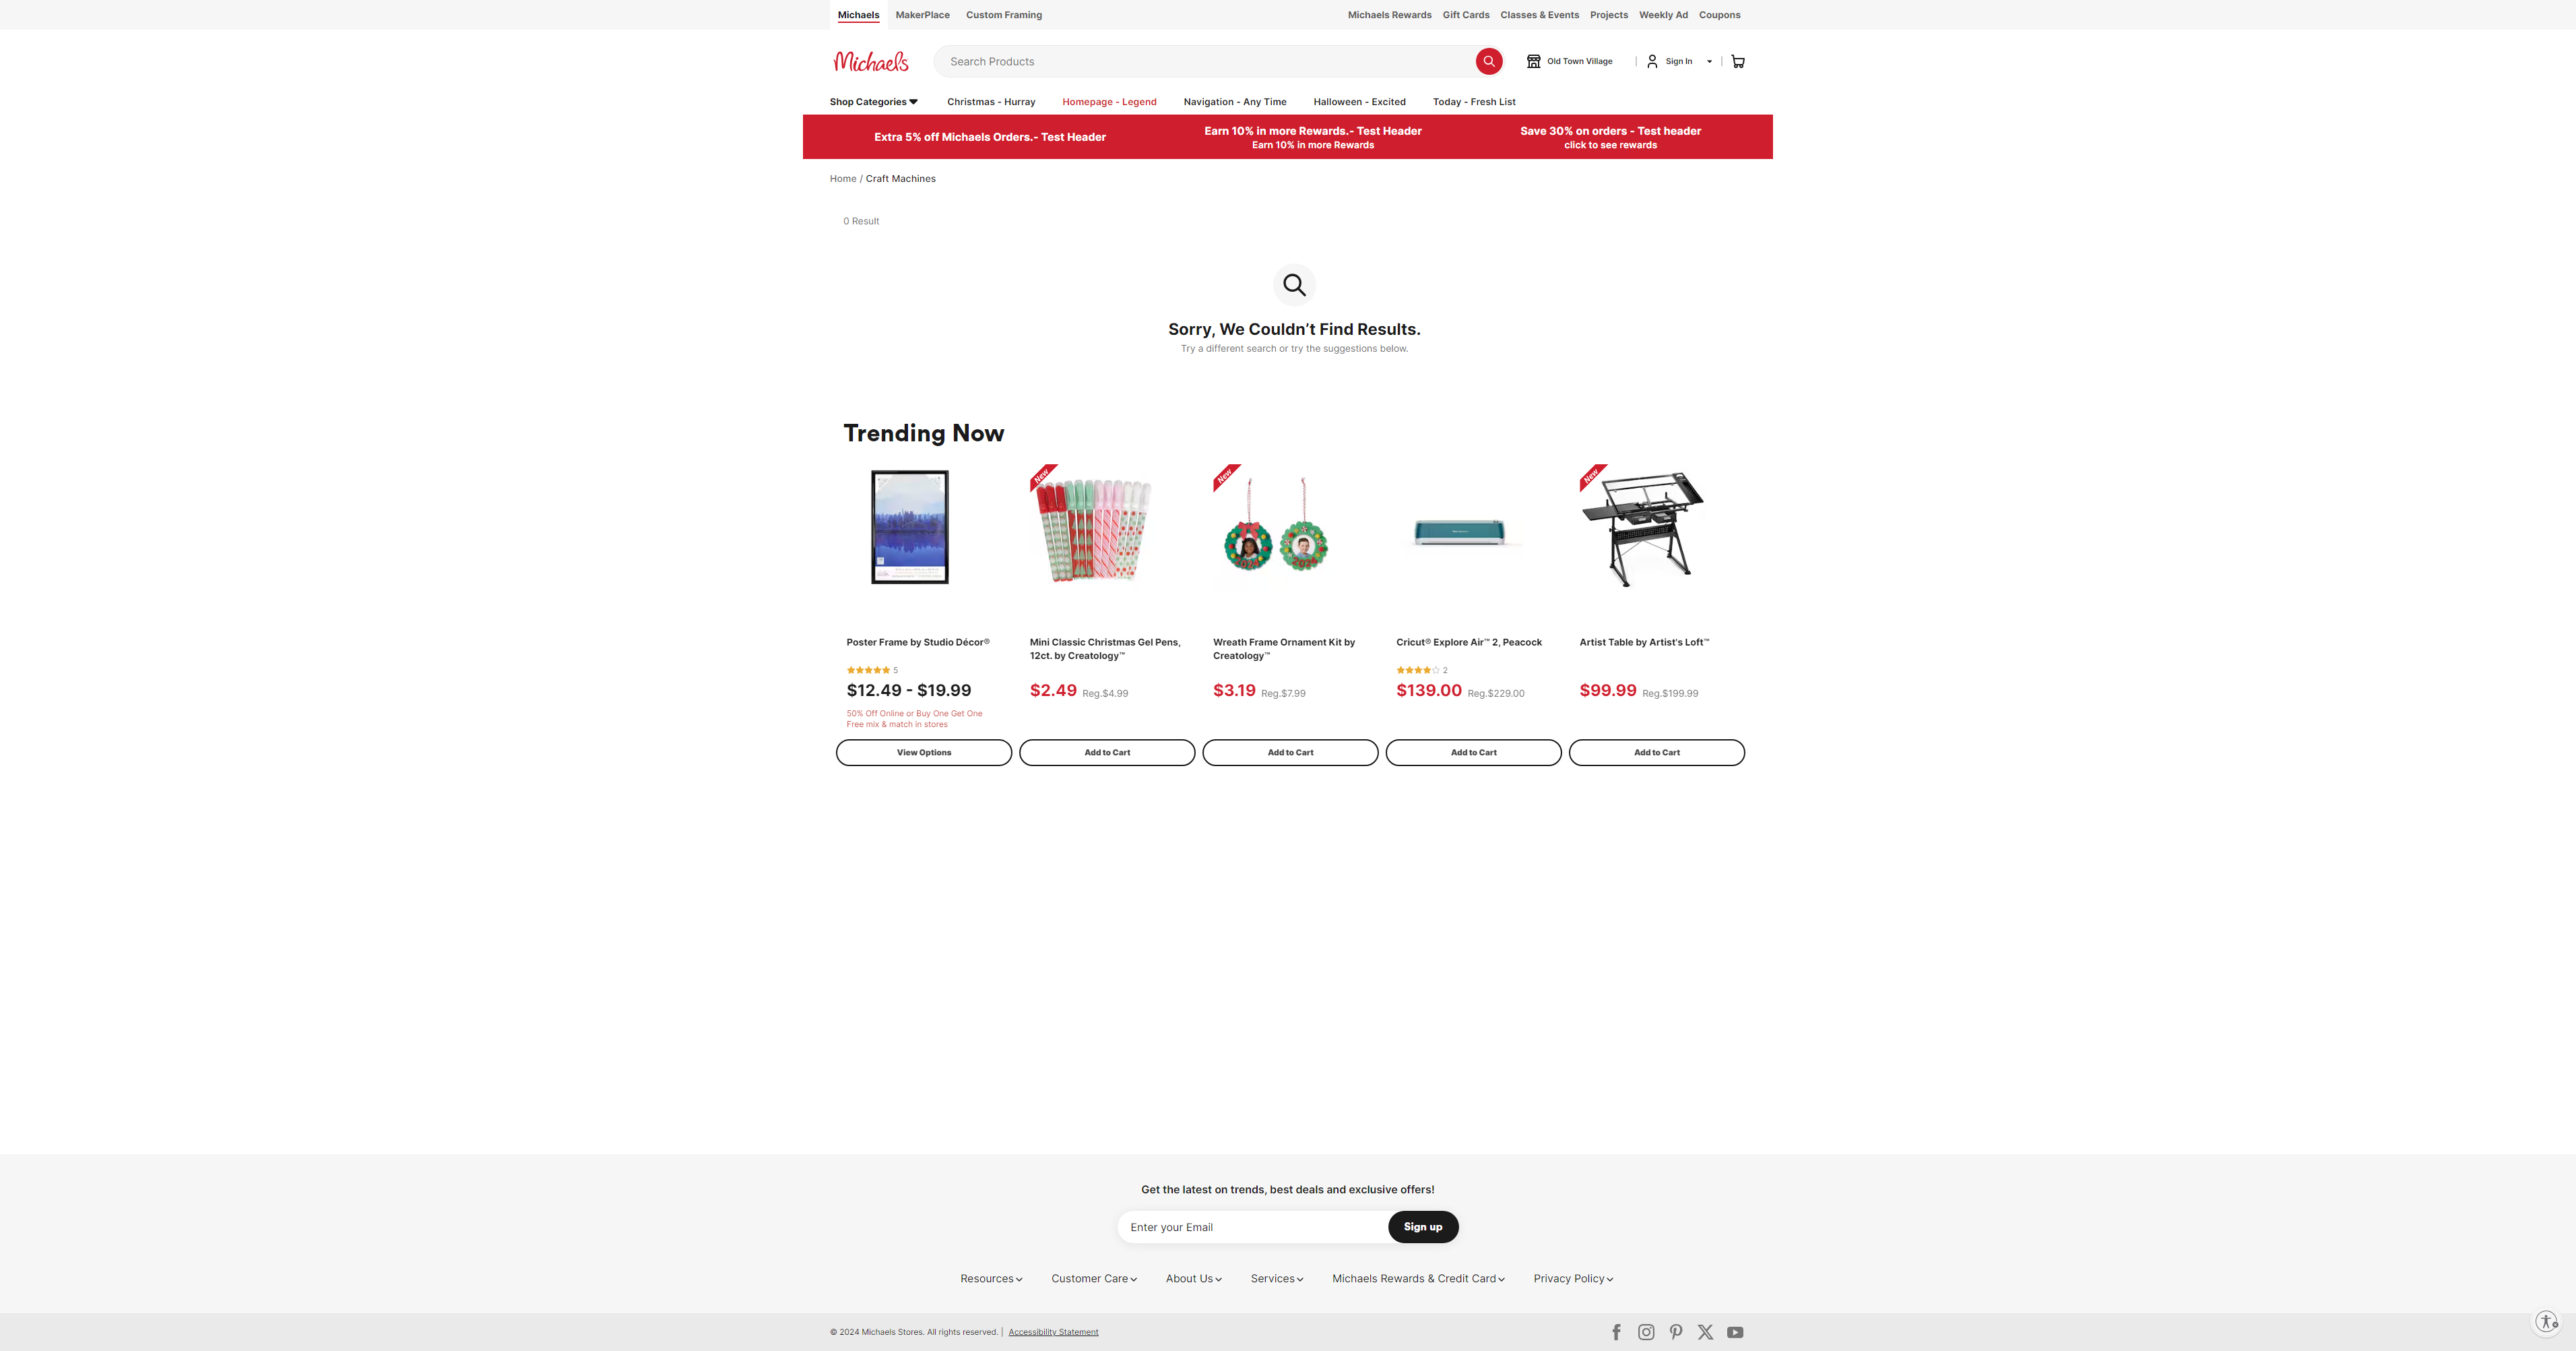 Michaels
MakerPlace
Custom Framing
Michaels Rewards
Gift Cards
Classes & Events
Projects
Weekly Ad
Coupons
Michaels
Search Products
Old Town Village
Sign In
Shop Categories
Christmas - Hurray
Homepage - Legend
Navigation - Any Time
Halloween - Excited
Today - Fresh List
Extra 5% off Michaels Orders.- Test Header
Earn 10% in more Rewards.- Test Header
Earn 10% in more Rewards
Save 30% on orders - Test header
click to see rewards
Home / Craft Machines
0 Result
Sorry, We Couldn’t Find Results.
Try a different search or try the suggestions below.
Trending Now
Poster Frame by Studio Décor®
5
$12.49 - $19.99
50% Off Online or Buy One Get One
Free mix & match in stores
View Options
New
Mini Classic Christmas Gel Pens,
12ct. by Creatology™
$2.49 Reg.$4.99
Add to Cart
New
2024
2024
Wreath Frame Ornament Kit by
Creatology™
$3.19 Reg.$7.99
Add to Cart
Cricut® Explore Air™ 2, Peacock
2
$139.00 Reg.$229.00
Add to Cart
New
Artist Table by Artist's Loft™
$99.99 Reg.$199.99
Add to Cart
Get the latest on trends, best deals and exclusive offers!
Enter your Email
Sign up
Resources
Customer Care
About Us
Services
Michaels Rewards & Credit Card
Privacy Policy
© 2024 Michaels Stores. All rights reserved. | Accessibility Statement